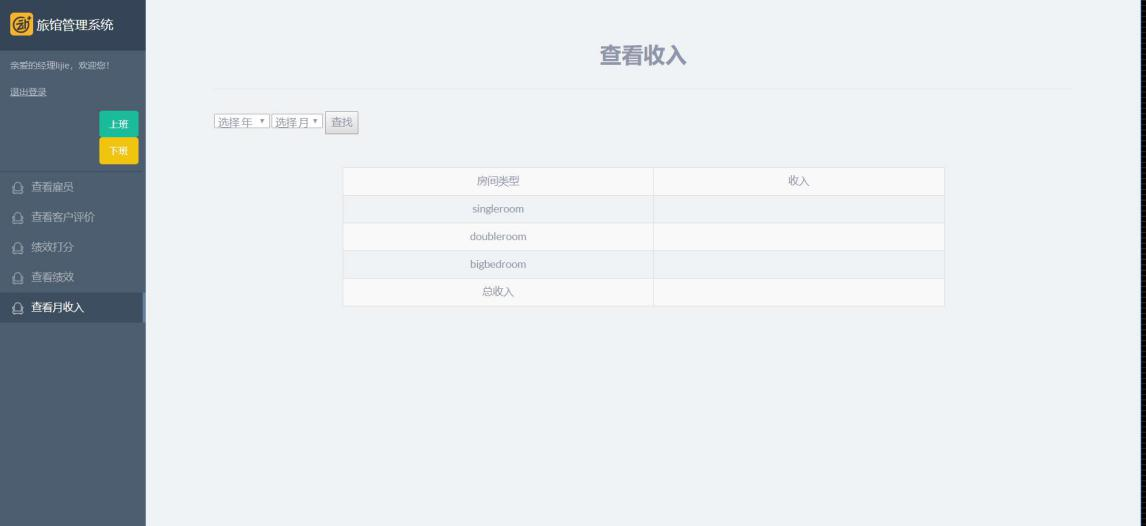 旅馆管理系统
亲爱的经理lijie，欢迎您！
退出登录
上班
下班
查看雇员
查看客户评价
绩效打分
查看绩效
查看月收入
查看收入
选择年 选择月 查找
房间类型 收入
singleroom
doubleroom
bigbedroom
总收入